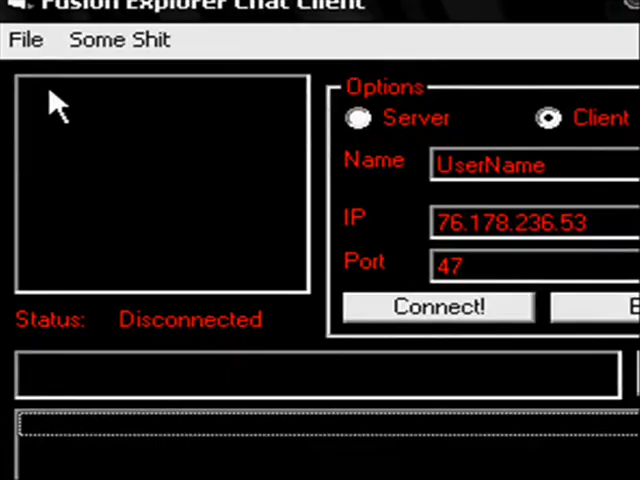 Fusion Explorer Chat Client
File Some Shit
Options
Server Client
Name UserName
IP 76.178.236.53
Port 47
Connect!
Status: Disconnected